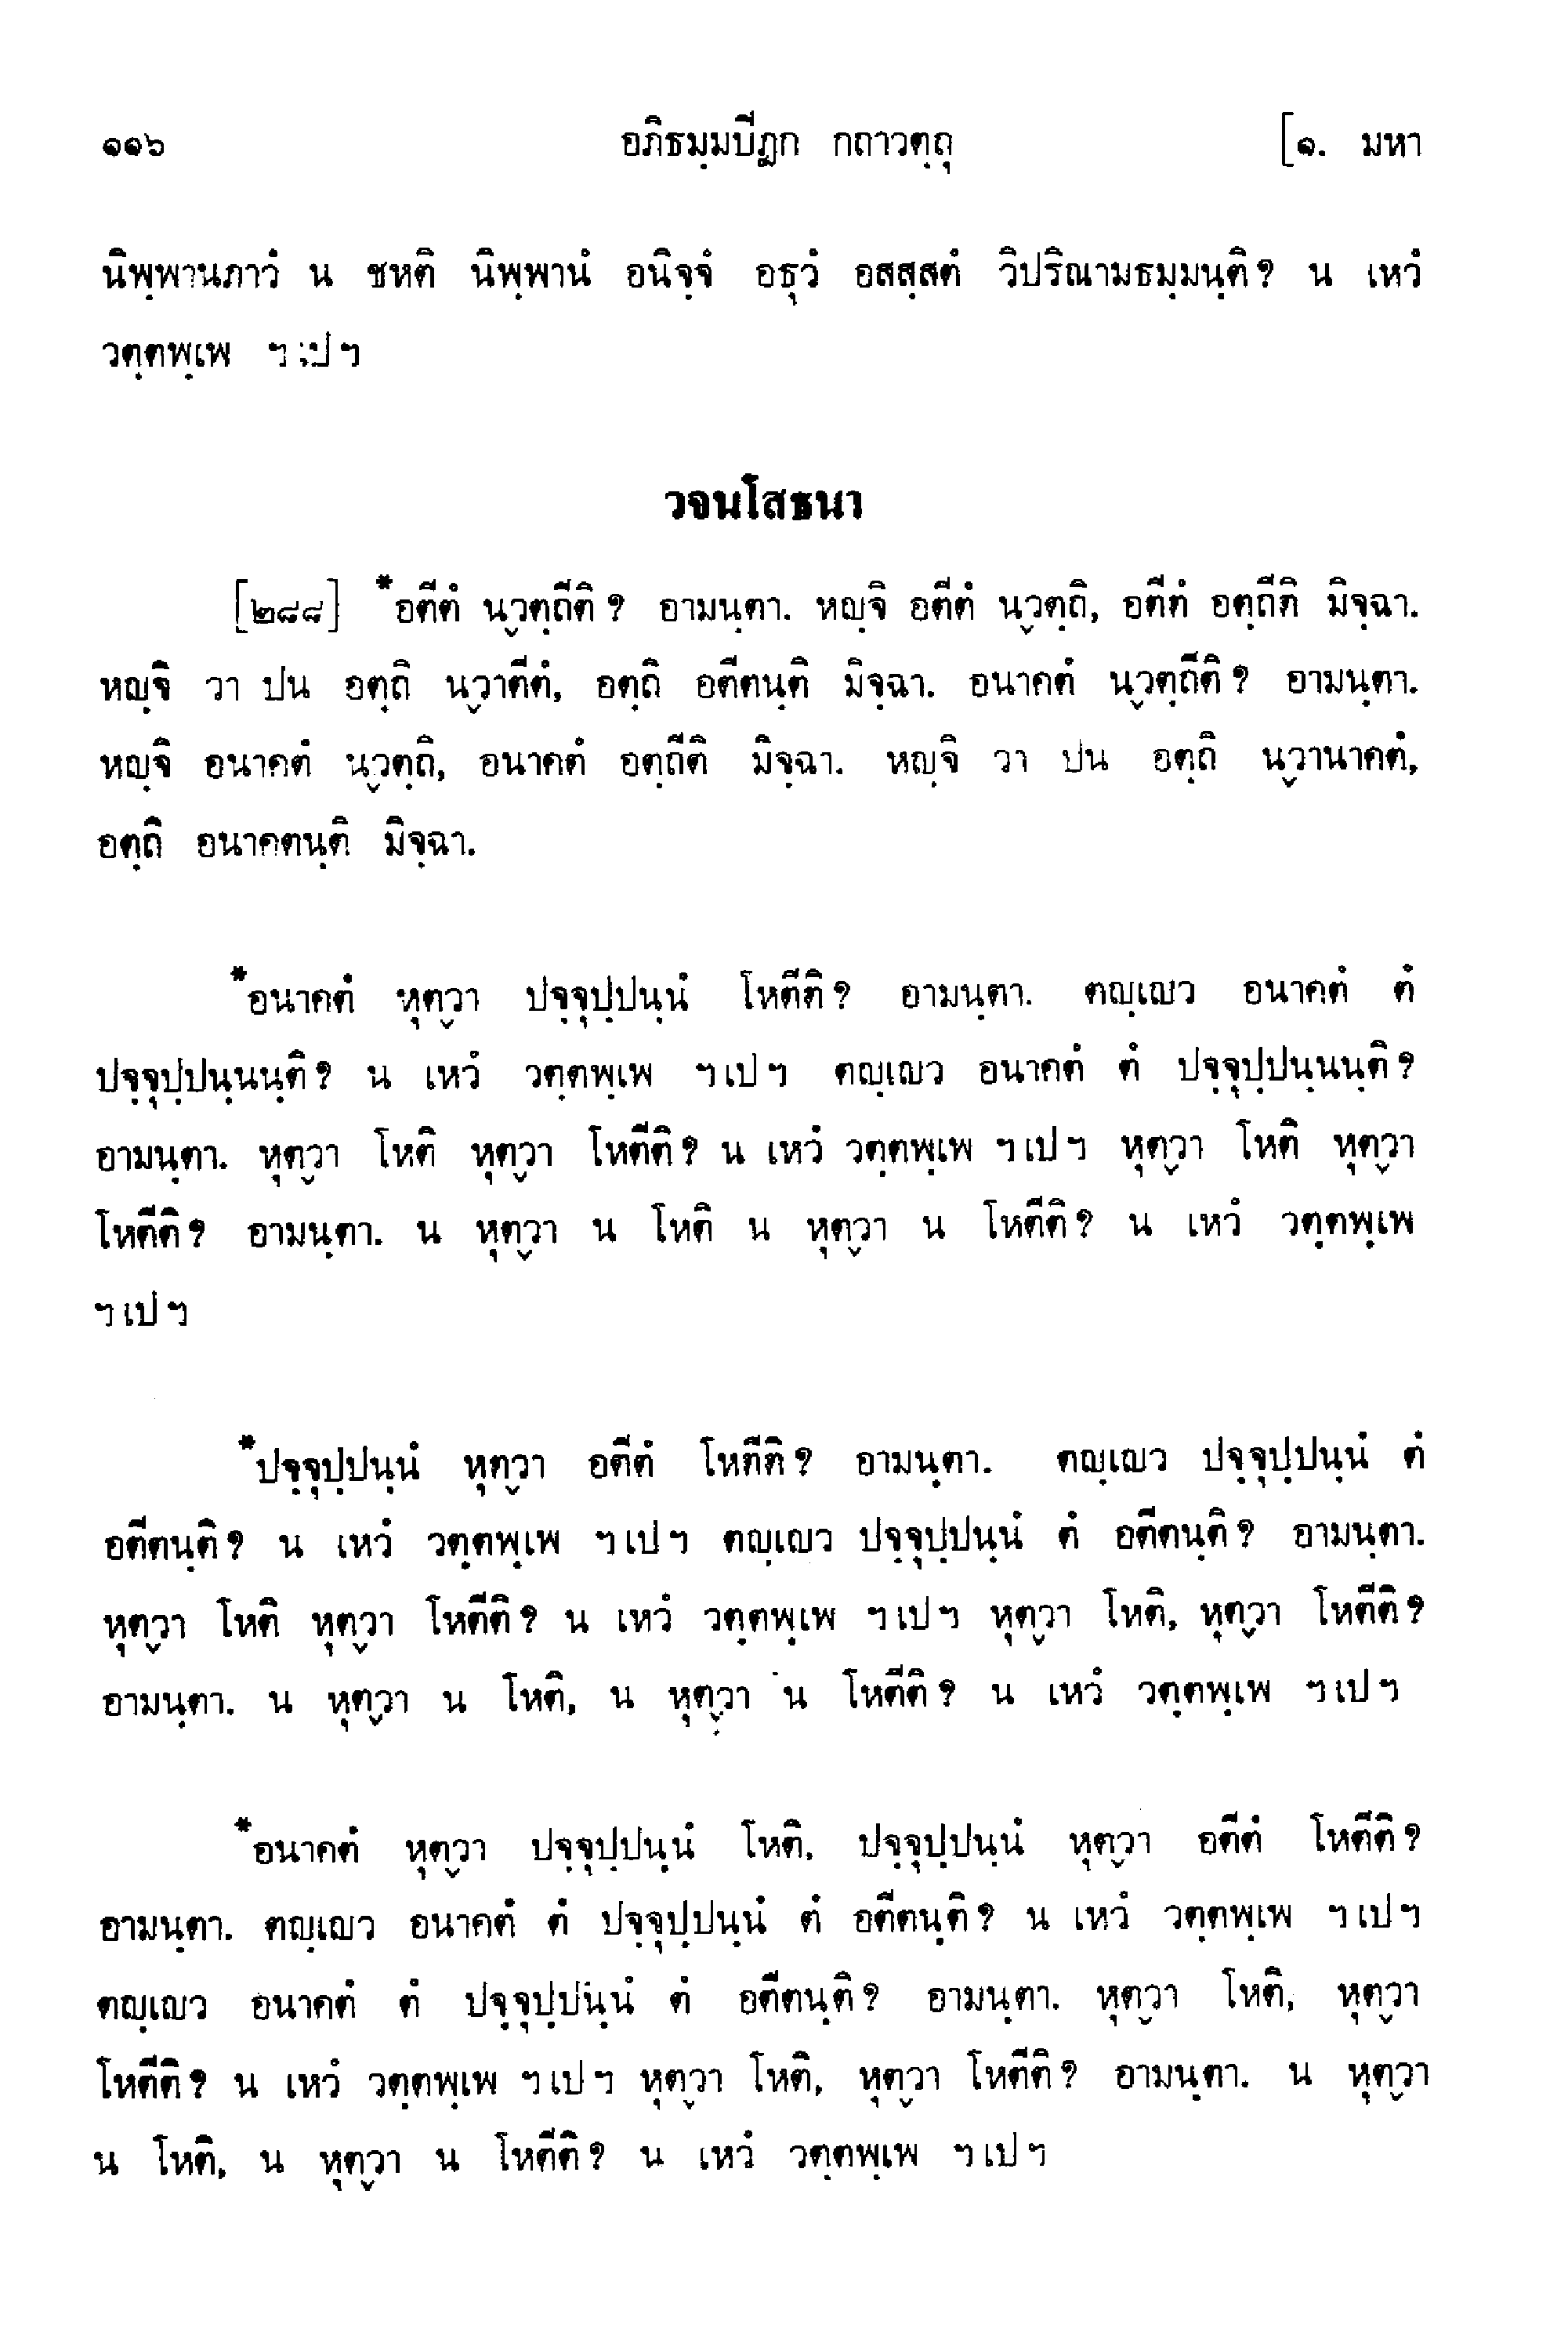 ๑๑๖ อภิธมฺมปีฏก กถาวตฺถุ [๑. มหา
นิพฺพานภาวํ น ชหติ นิพฺพานํ อนิจฺจํ อธุวํ อสสฺสตํ วิปริณามธมฺมนฺติ? น เหวํ
วตฺตพฺเพ ฯเปฯ
วจนโสธนา
[๒๘๘] *อตีตํ นวฺ๎ตฺถีติ? อามนฺตา. หญฺจิ อตีตํ นวฺ๎ตฺถิ, อตีตํ อตฺถีติ มิจฺฉา.
หญฺจิ วา ปน อตฺถิ นวฺ๎าตีตํ, อตฺถิ อตีตนฺติ มิจฺฉา. อนาคตํ นวฺ๎ตฺถีติ? อามนฺตา.
หญฺจิ อนาคตํ นวฺ๎ตฺถิ, อนาคตํ อตฺถีติ มิจฺฉา. หญฺจิ วา ปน อตฺถิ นวฺ๎านาคตํ,
อตฺถิ อนาคตนฺติ มิจฺฉา.
*อนาคตํ หุตฺ๎วา ปจฺจุปฺปนฺนํ โหตีติ? อามนฺตา. ตญฺเญว อนาคตํ ตํ
ปจฺจุปฺปนฺนนฺติ? น เหวํ วตฺตพฺเพ ฯเปฯ ตญฺเญว อนาคตํ ตํ ปจฺจุปฺปนฺนนฺติ?
อามนฺตา. หุตฺ๎วา โหติ หุตฺ๎วา โหตีติ? น เหวํ วตฺตพฺเพ ฯเปฯ หุตฺ๎วา โหติ หุตฺ๎วา
โหตีติ? อามนฺตา. น หุตฺ๎วา น โหติ น หุตฺ๎วา น โหตีติ? น เหวํ วตฺตพฺเพ
ฯเปฯ
*ปจฺจุปฺปนฺนํ หุตฺ๎วา อตีตํ โหตีติ? อามนฺตา. ตญฺเญว ปจฺจุปฺปนฺนํ ตํ
อตีตนฺติ? น เหวํ วตฺตพฺเพ ฯเปฯ ตญฺเญว ปจฺจุปฺปนฺนํ ตํ อตีตนฺติ? อามนฺตา.
หุตฺ๎วา โหติ หุตฺ๎วา โหตีติ? น เหวํ วตฺตพฺเพ ฯเปฯ หุตฺ๎วา โหติ, หุตฺ๎วา โหตีติ?
อามนฺตา. น หุตฺ๎วา น โหติ, น หุตฺ๎วา น โหตีติ? น เหวํ วตฺตพฺเพ ฯเปฯ
*อนาคตํ หุตฺ๎วา ปจฺจุปฺปนฺนํ โหติ, ปจฺจุปฺปนฺนํ หุตฺ๎วา อตีตํ โหตีติ?
อามนฺตา. ตญฺเญว อนาคตํ ตํ ปจฺจุปฺปนฺนํ ตํ อตีตนฺติ? น เหวํ วตฺตพฺเพ ฯเปฯ
ตญฺเญว อนาคตํ ตํ ปจฺจุปฺปนฺนํ ตํ อตีตนฺติ? อามนฺตา. หุตฺ๎วา โหติ, หุตฺ๎วา
โหตีติ? น เหวํ วตฺตพฺเพ ฯเปฯ หุตฺ๎วา โหติ, หุตฺ๎วา โหตีติ? อามนฺตา. น หุตฺ๎วา
น โหติ, น หุตฺ๎วา น โหตีติ? น เหวํ วตฺตพฺเพ ฯเปฯ